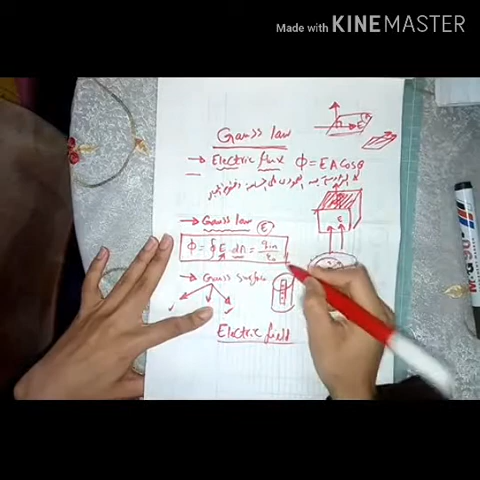 Made with KINEMASTER
Gauss law
→ Electric flux Φ = EA Cosθ
→ Gauss law (E)
Φ = ∮ E dA = qin / ε0
→ Gauss surface
E
Electric field